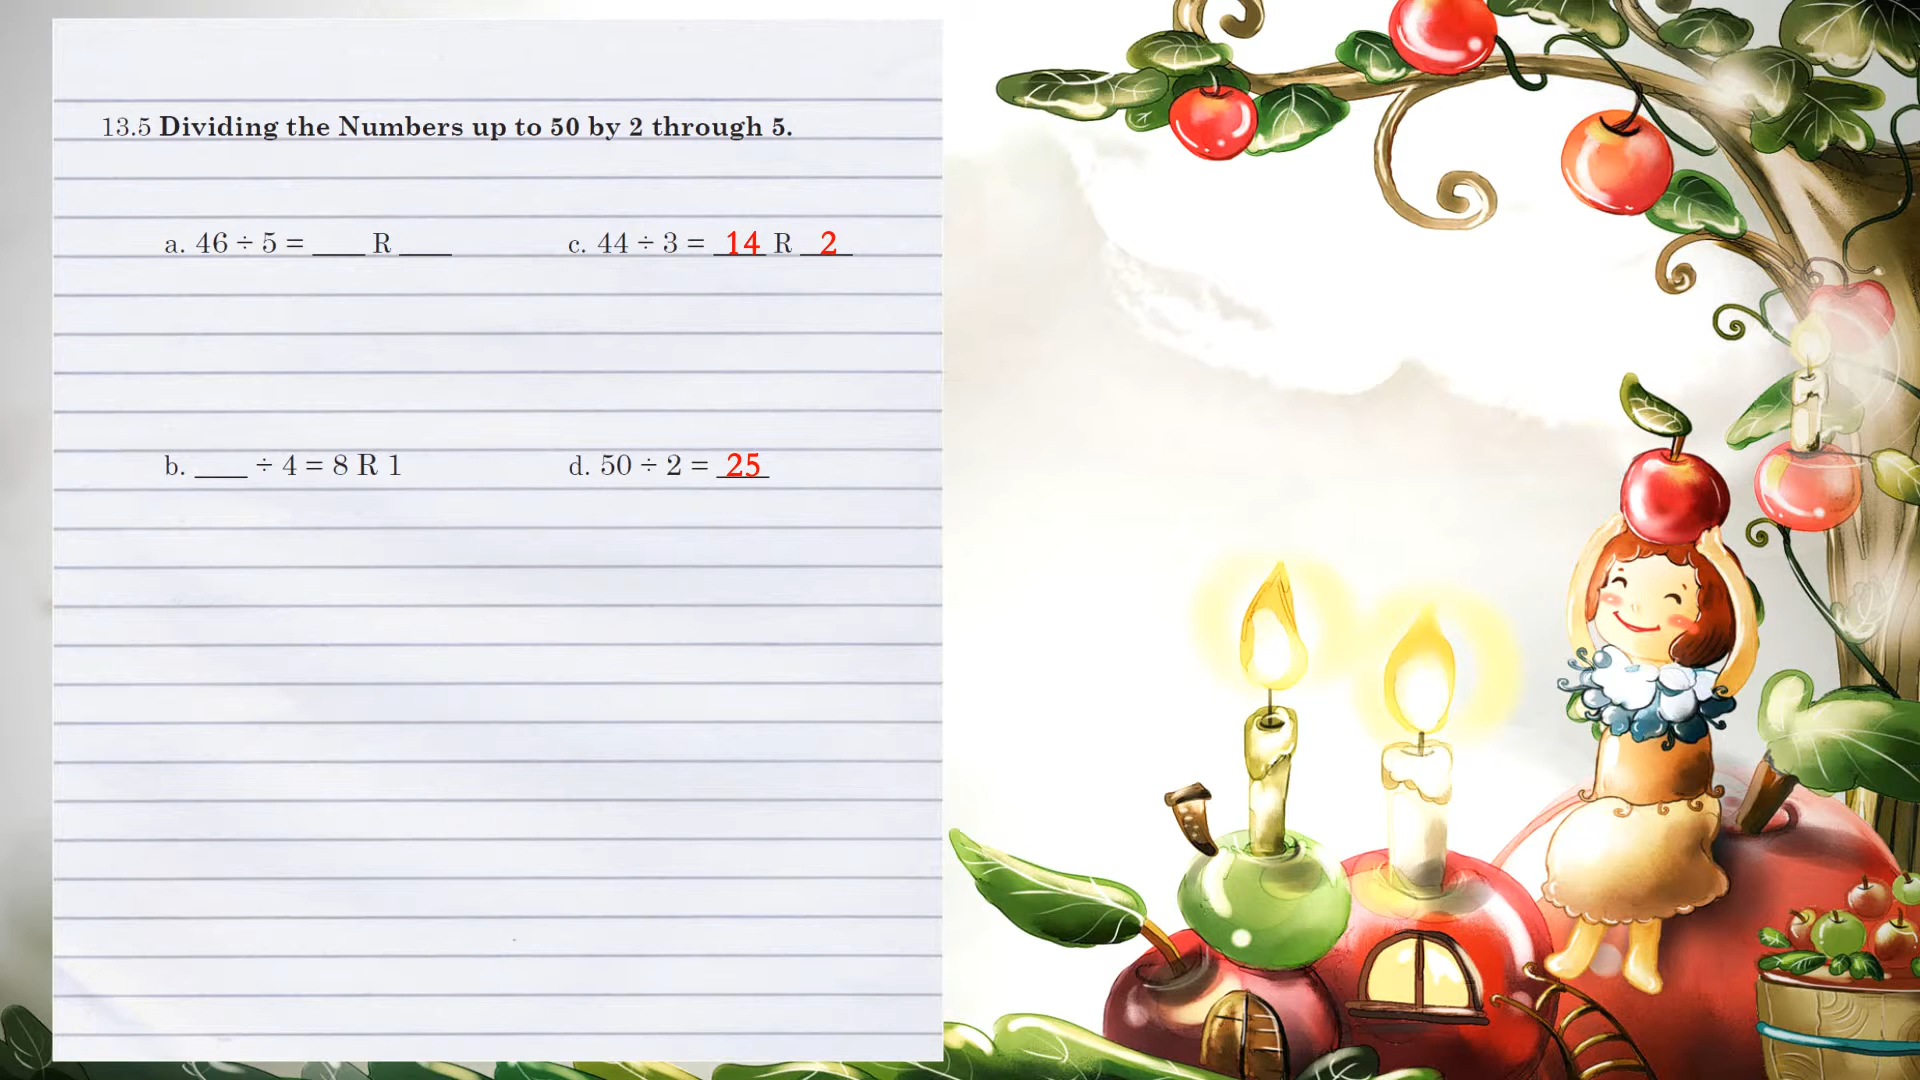 13.5 Dividing the Numbers up to 50 by 2 through 5.
a. 46 ÷ 5 = ____ R ____
c. 44 ÷ 3 = 14 R 2
b. ____ ÷ 4 = 8 R 1
d. 50 ÷ 2 = 25